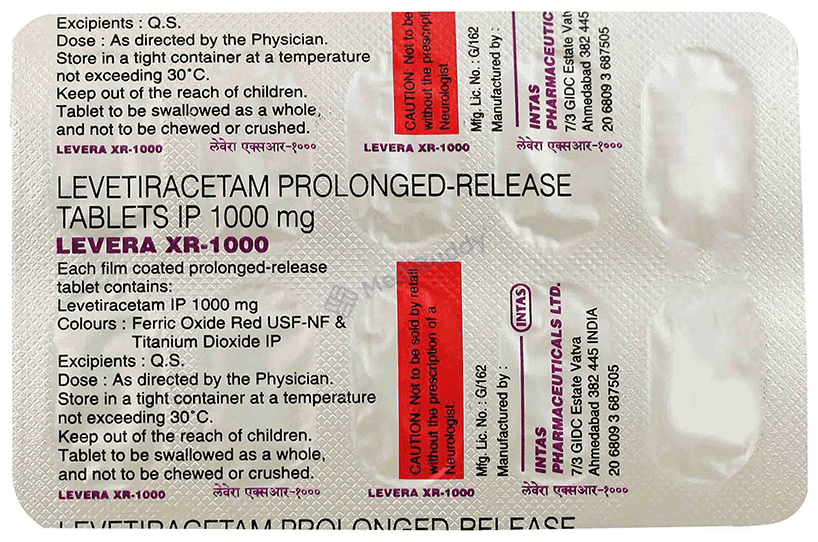 Excipients : Q.S.
Dose : As directed by the Physician.
Store in a tight container at a temperature
not exceeding 30°C.
Keep out of the reach of children.
Tablet to be swallowed as a whole,
and not to be chewed or crushed.
CAUTION: Not to be
without the prescripti
Neurologist
Mfg. Lic. No. : G/162
Manufactured by :
INTAS
PHARMACEUTIC
7/3 GIDC Estate Vatva
Ahmedabad 382 445
20 6809 3 687505
LEVERA XR-1000 लेवेरा एक्सआर-१००० LEVERA XR-1000 लेवेरा एक्सआर-१०००
LEVETIRACETAM PROLONGED-RELEASE
TABLETS IP 1000 mg
LEVERA XR-1000
Each film coated prolonged-release
tablet contains:
Levetiracetam IP 1000 mg
Colours : Ferric Oxide Red USF-NF &
Titanium Dioxide IP
Excipients : Q.S.
Dose : As directed by the Physician.
Store in a tight container at a temperature
not exceeding 30°C.
Keep out of the reach of children.
Tablet to be swallowed as a whole,
and not to be chewed or crushed.
CAUTION: Not to be sold by retail
without the prescription of a
Neurologist
Mfg. Lic. No. : G/162
Manufactured by :
INTAS
INTAS
PHARMACEUTICALS LTD.
7/3 GIDC Estate Vatva
Ahmedabad 382 445 INDIA
20 6809 3 687505
LEVERA XR-1000 लेवेरा एक्सआर-१००० LEVERA XR-1000 लेवेरा एक्सआर-१०००
LEVETIRACETAM PROLONGED RELEASE